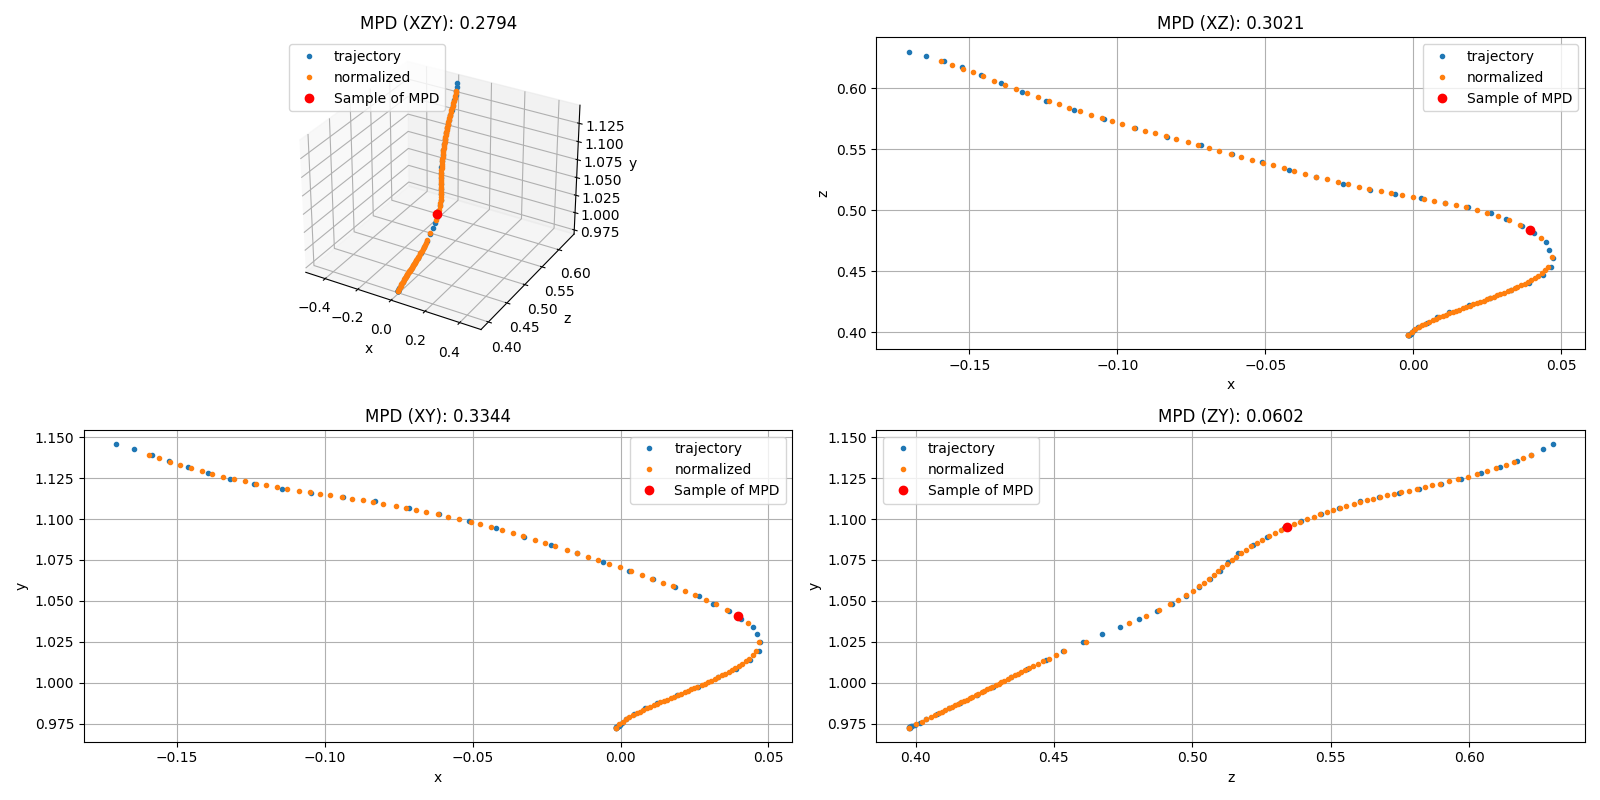 MPD (XZY): 0.2794
trajectory
normalized
Sample of MPD
1.125
1.100
1.075
1.050
1.025
1.000
0.975
y
−0.4
−0.2
0.0
0.2
0.4
x
0.40
0.45
0.50
0.55
0.60
z
MPD (XZ): 0.3021
trajectory
normalized
Sample of MPD
0.60
0.55
0.50
0.45
0.40
z
−0.15 −0.10 −0.05 0.00 0.05
x
MPD (XY): 0.3344
trajectory
normalized
Sample of MPD
1.150
1.125
1.100
1.075
1.050
1.025
1.000
0.975
y
−0.15 −0.10 −0.05 0.00 0.05
x
MPD (ZY): 0.0602
trajectory
normalized
Sample of MPD
1.150
1.125
1.100
1.075
1.050
1.025
1.000
0.975
y
0.40 0.45 0.50 0.55 0.60
z